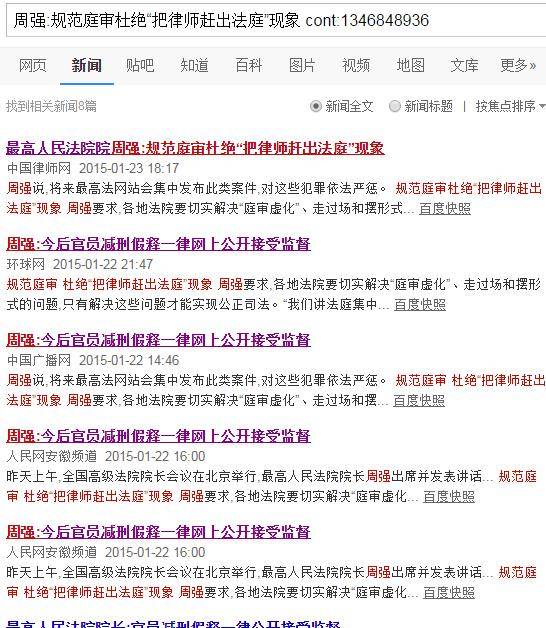 周强:规范庭审杜绝“把律师赶出法庭”现象 cont:1346848936
网页 新闻 贴吧 知道 百科 图片 视频 地图 文库 更多»
找到相关新闻8篇 新闻全文 新闻标题 | 按焦点排序
最高人民法院院周强:规范庭审杜绝“把律师赶出法庭”现象
中国律师网 2015-01-23 18:17
周强说,将来最高法网站会集中发布此类案件,对这些犯罪依法严惩。 规范庭审杜绝“把律师赶出
法庭”现象 周强要求,各地法院要切实解决“庭审虚化”、走过场和摆形式... 百度快照
周强:今后官员减刑假释一律网上公开接受监督
环球网 2015-01-22 21:47
规范庭审 杜绝“把律师赶出法庭”现象 周强要求,各地法院要切实解决“庭审虚化”、走过场和摆形
式的问题,只有解决这些问题才能实现公正司法。“我们讲法庭集中... 百度快照
周强:今后官员减刑假释一律网上公开接受监督
中国广播网 2015-01-22 14:46
周强说,将来最高法网站会集中发布此类案件,对这些犯罪依法严惩。 规范庭审 杜绝“把律师赶出
法庭”现象 周强要求,各地法院要切实解决“庭审虚化”、走过场和摆... 百度快照
周强:今后官员减刑假释一律网上公开接受监督
人民网安徽频道 2015-01-22 16:00
昨天上午,全国高级法院院长会议在北京举行,最高人民法院院长周强出席并发表讲话... 规范庭
审 杜绝“把律师赶出法庭”现象 周强要求,各地法院要切实解决“庭审虚化... 百度快照
周强:今后官员减刑假释一律网上公开接受监督
人民网安徽频道 2015-01-22 16:00
昨天上午,全国高级法院院长会议在北京举行,最高人民法院院长周强出席并发表讲话... 规范庭
审 杜绝“把律师赶出法庭”现象 周强要求,各地法院要切实解决“庭审虚化... 百度快照
最高人民法院院长:官员减刑假释一律网上公开接受监督